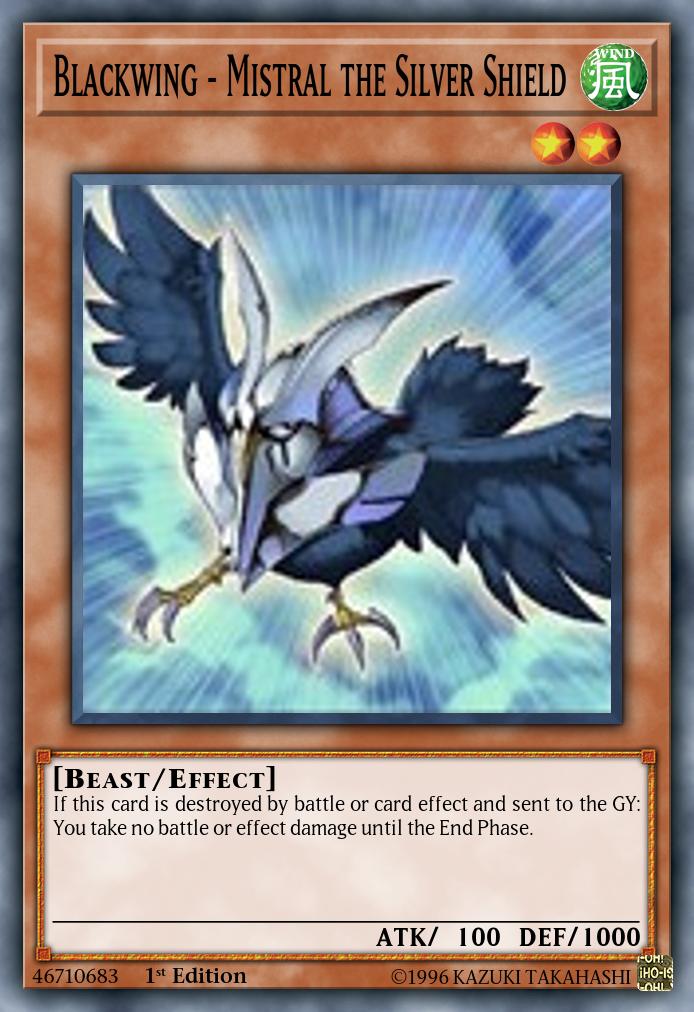 Blackwing - Mistral the Silver Shield
WIND
風
[Beast/Effect]
If this card is destroyed by battle or card effect and sent to the GY:
You take no battle or effect damage until the End Phase.
ATK/ 100 DEF/1000
46710683 1st Edition ©1996 KAZUKI TAKAHASHI